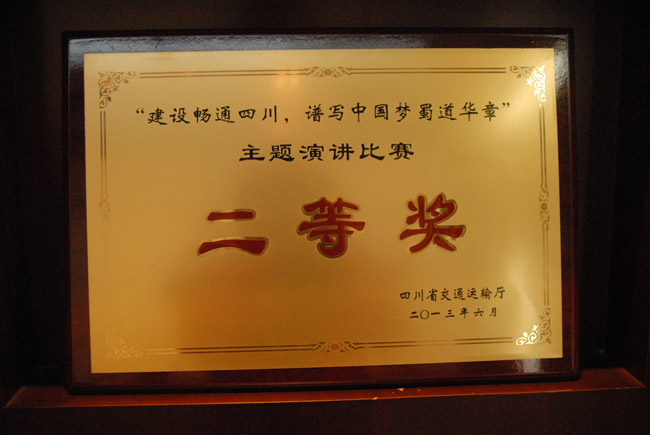 “建设畅通四川，谱写中国梦蜀道华章”
主题演讲比赛
二等奖
四川省交通运输厅
二〇一三年六月